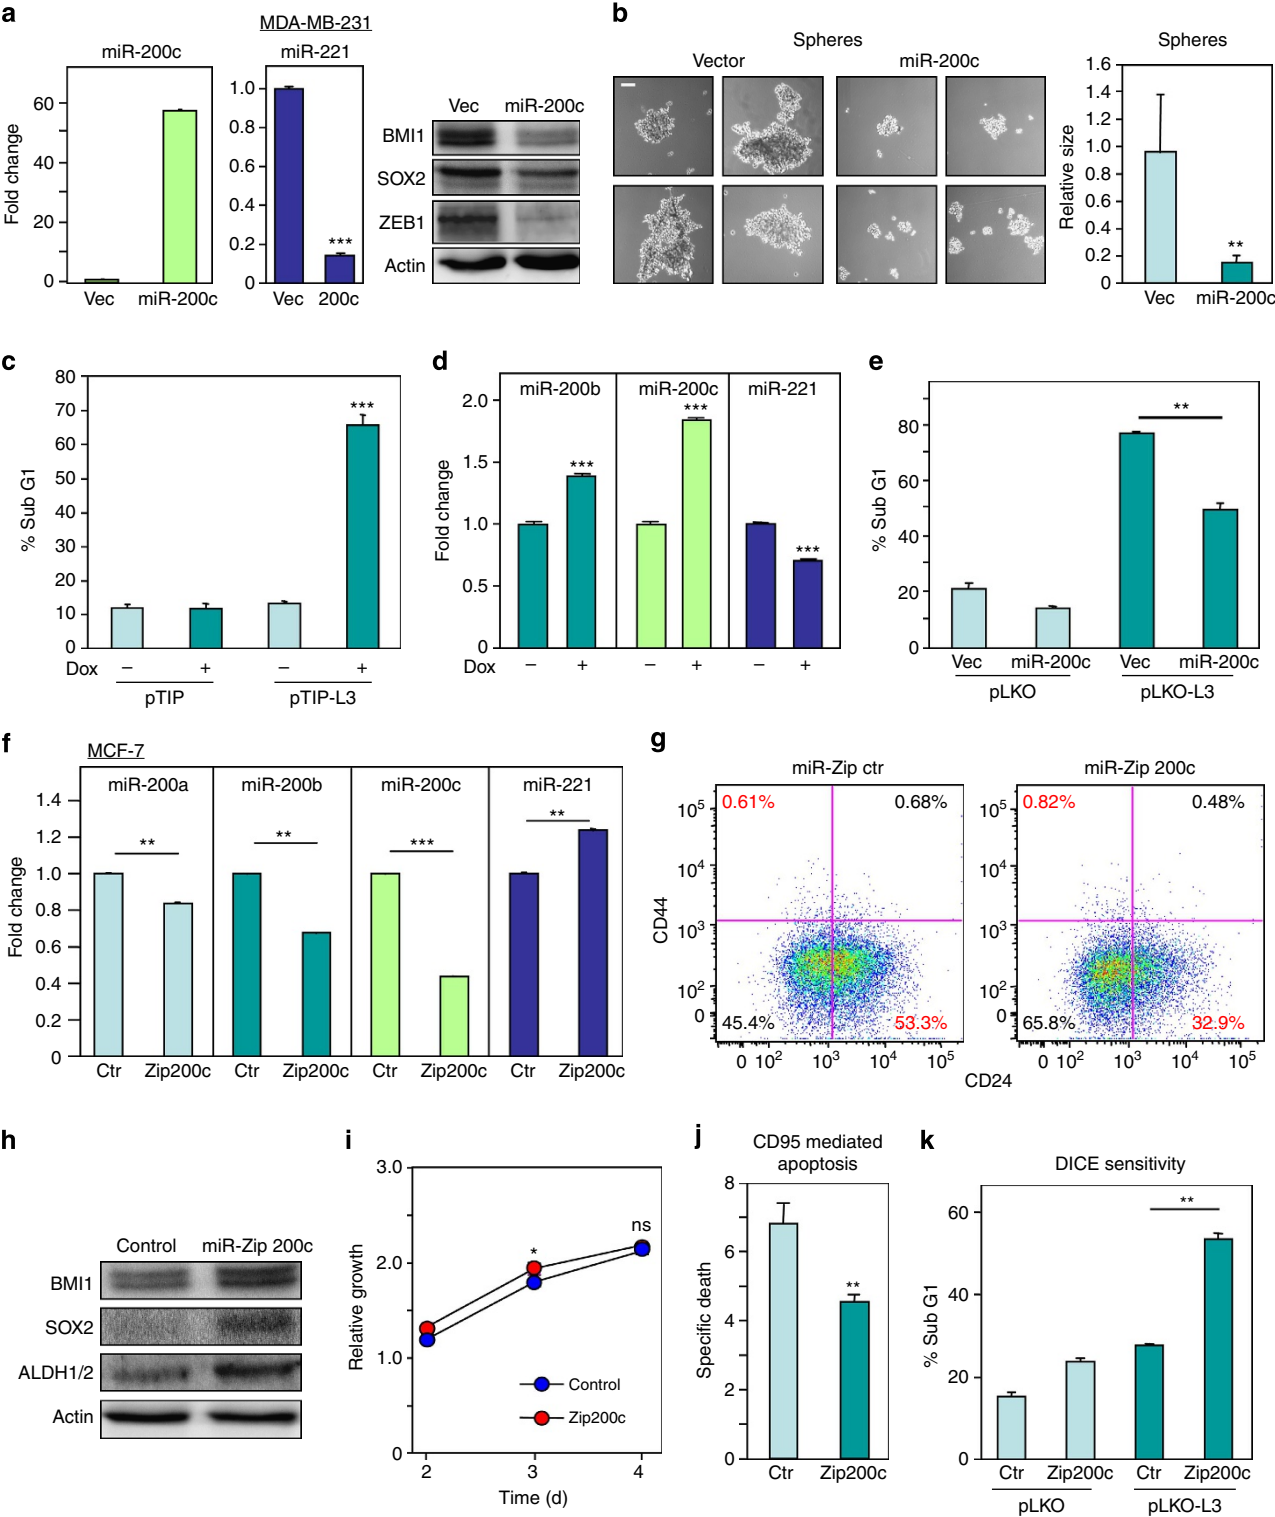 a
MDA-MB-231
miR-200c
miR-221
Fold change
60
40
20
0
Vec miR-200c
1.0
0.8
0.6
0.4
0.2
0
***
Vec 200c
Vec miR-200c
BMI1
SOX2
ZEB1
Actin
b
Spheres
Vector miR-200c
Spheres
Relative size
1.6
1.4
1.2
1.0
0.8
0.6
0.4
0.2
0
**
Vec miR-200c
c
% Sub G1
80
70
60
50
40
30
20
10
0
***
Dox – + – +
pTIP pTIP-L3
d
miR-200b miR-200c miR-221
Fold change
2.0
1.5
1.0
0.5
0
***
***
***
Dox – + – + – +
e
% Sub G1
80
60
40
20
0
**
Vec miR-200c Vec miR-200c
pLKO pLKO-L3
f
MCF-7
miR-200a miR-200b miR-200c miR-221
Fold change
1.4
1.2
1.0
0.8
0.6
0.4
0.2
0
**
**
***
**
Ctr Zip200c Ctr Zip200c Ctr Zip200c Ctr Zip200c
g
miR-Zip ctr miR-Zip 200c
CD44
10⁵
10⁴
10³
10²
0
0.61% 0.68%
45.4% 53.3%
0 10² 10³ 10⁴ 10⁵
10⁵
10⁴
10³
10²
0
0.82% 0.48%
65.8% 32.9%
0 10² 10³ 10⁴ 10⁵
CD24
h
Control miR-Zip 200c
BMI1
SOX2
ALDH1/2
Actin
i
Relative growth
3.0
2.0
1.0
0
*
ns
Control
Zip200c
2 3 4
Time (d)
j
CD95 mediated
apoptosis
Specific death
8
6
4
2
0
**
Ctr Zip200c
k
DICE sensitivity
% Sub G1
60
40
20
0
**
Ctr Zip200c Ctr Zip200c
pLKO pLKO-L3